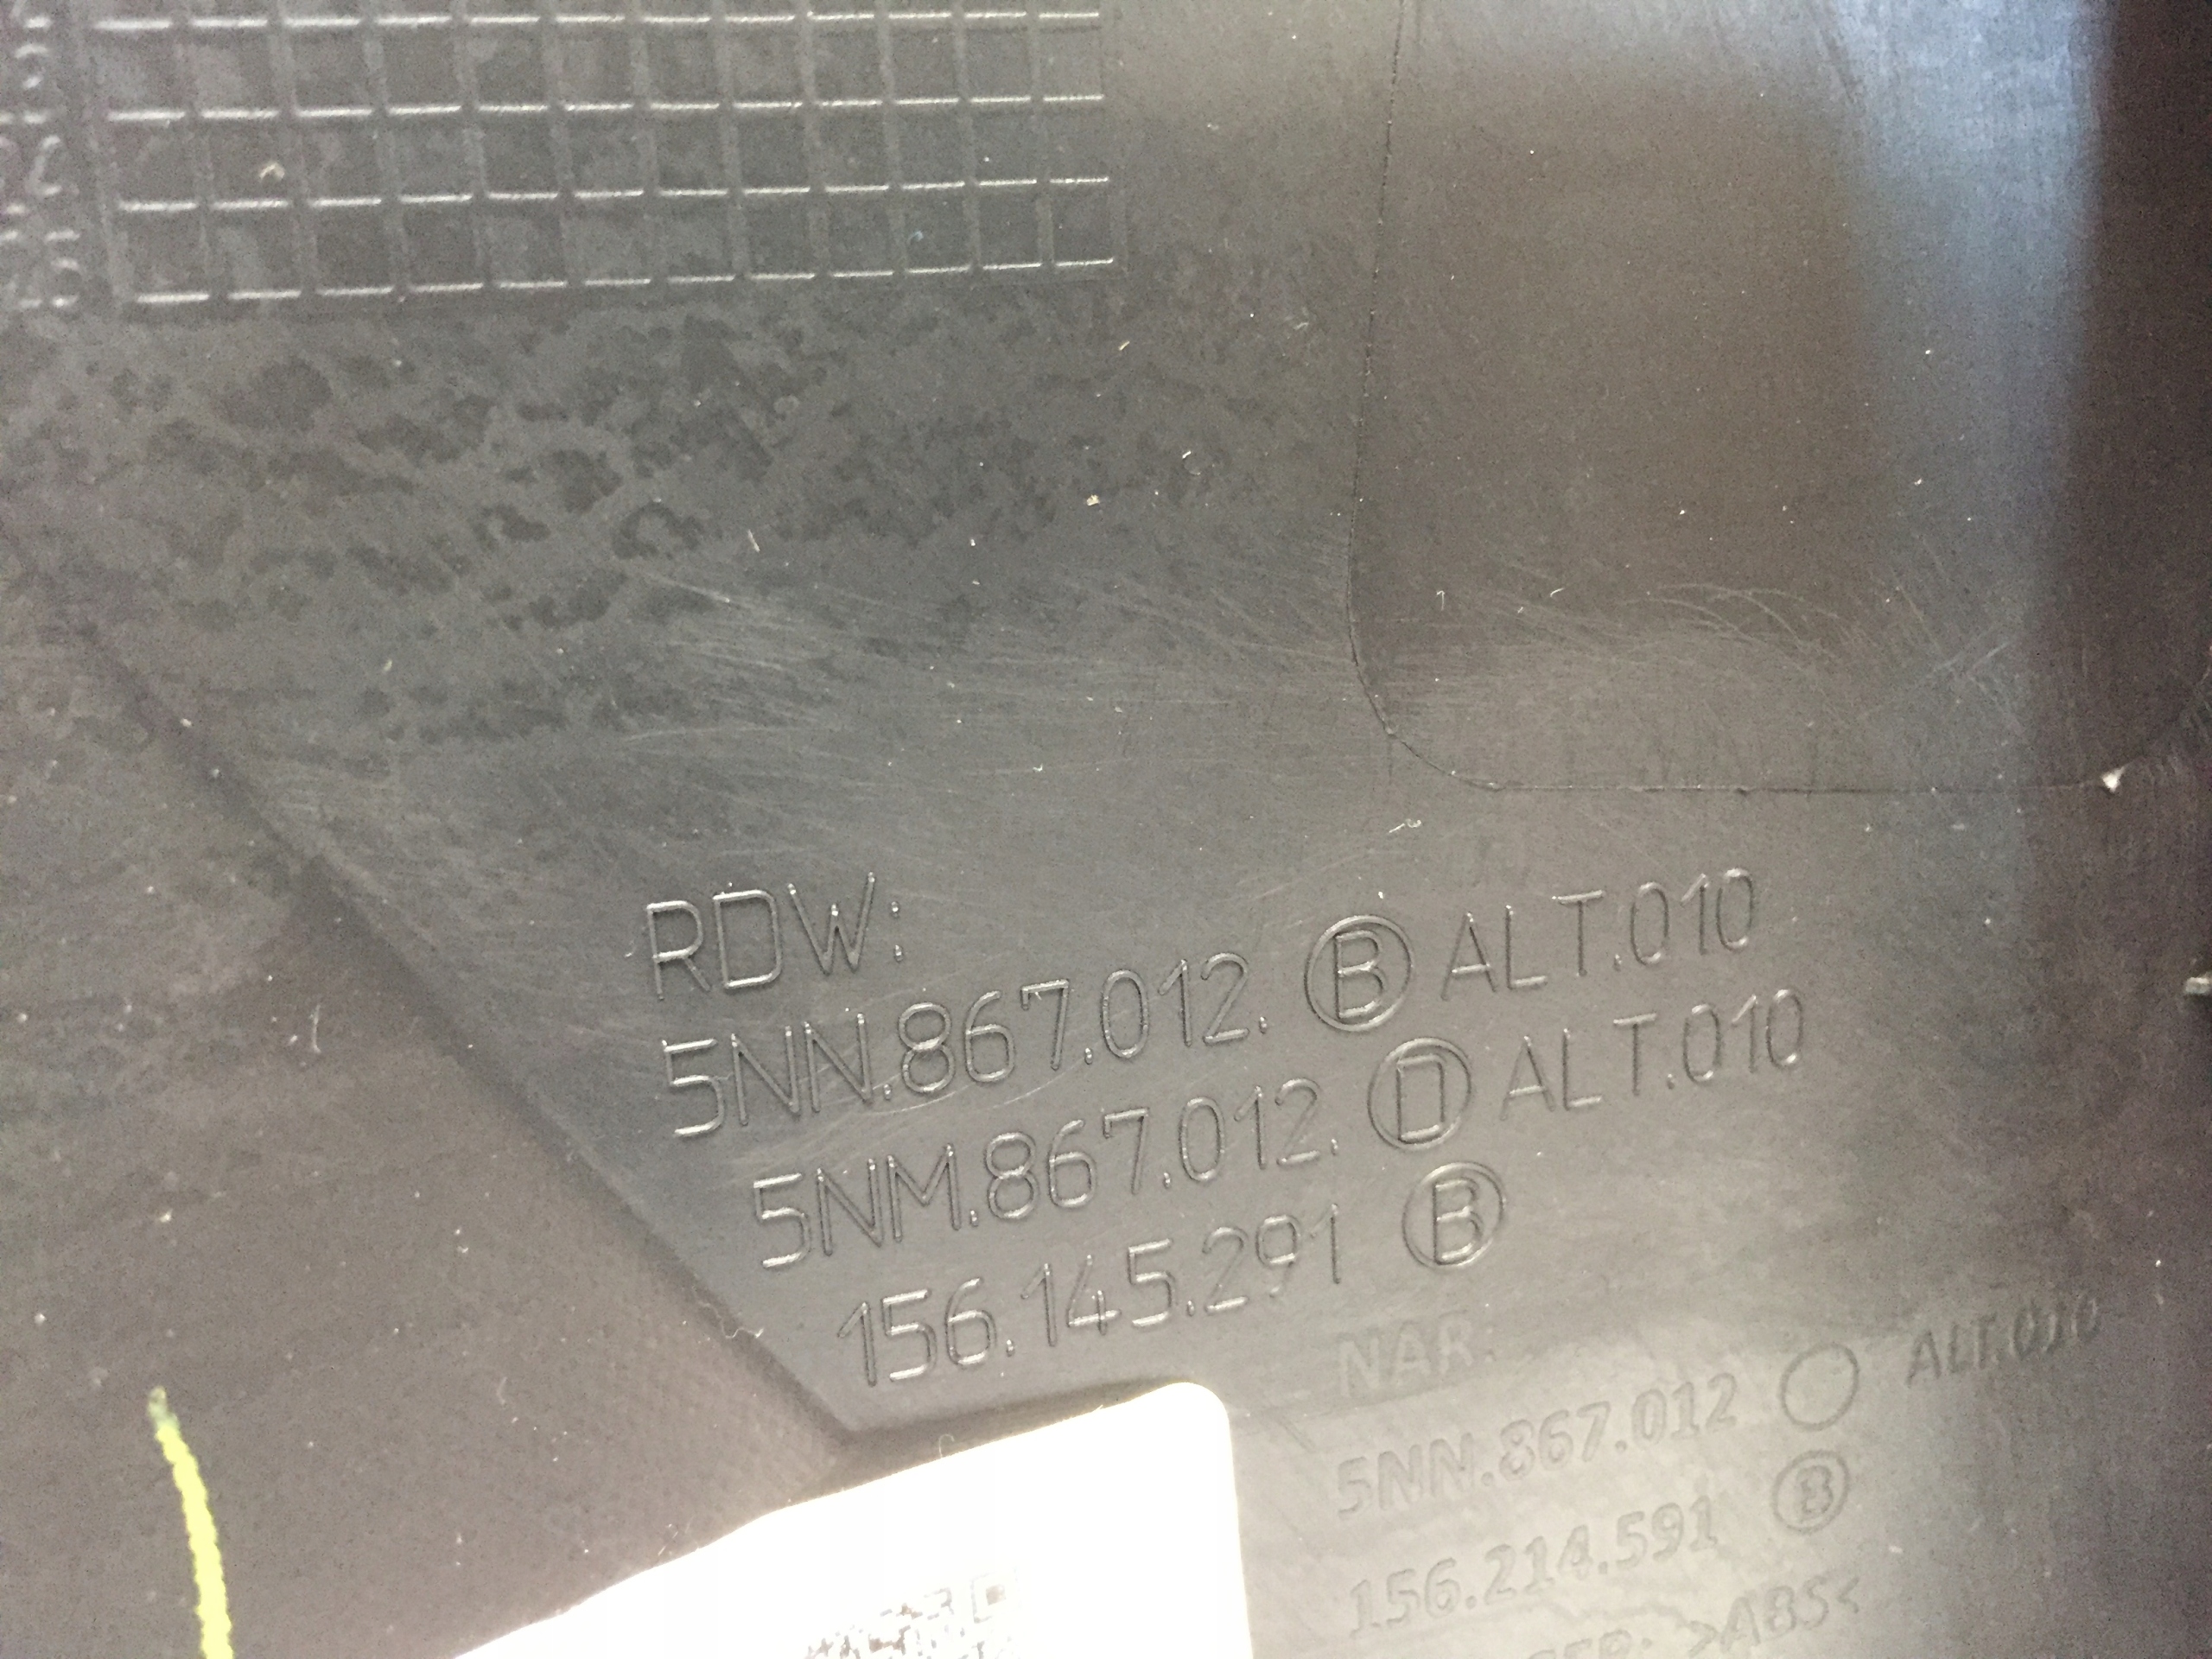 25
RDW:
5NN.867.012. Ⓑ ALT.010
5NM.867.012. Ⓓ ALT.010
156.145.291 Ⓑ
NAR.
5NN.867.012 ◯ ALT.010
156.214.591 Ⓑ
>ABS<